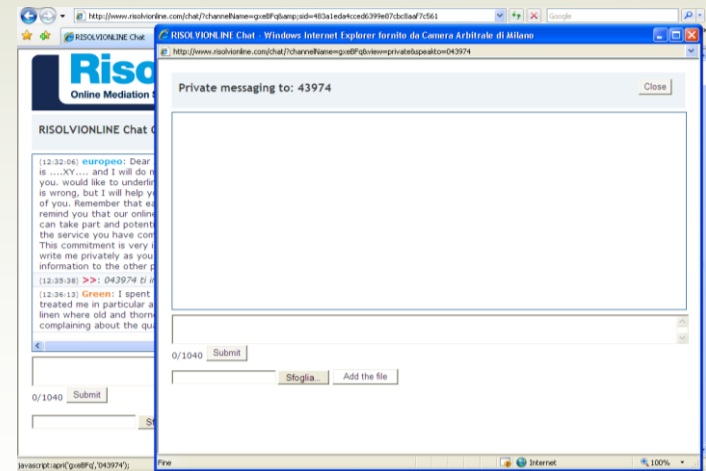 http://www.risolvionline.com/chat/?channelName=gxeBFq&amp;sid=483a1eda4cced6399e07cbc8aaf7c561
Google
RISOLVIONLINE Chat
RISOLVIONLINE Chat - Windows Internet Explorer fornito da Camera Arbitrale di Milano
http://www.risolvionline.com/chat/?channelName=gxeBFq&view=private&speakto=043974
Riso
Online Mediation
Private messaging to: 43974
Close
RISOLVIONLINE Chat
(12:32:06) europeo: Dear
is ....XY.... and I will do
you. would like to underlin
is wrong, but I will help
of you. Remember that
remind you that our online
can take part and potenti
the service you have com
This commitment is very
write me privately as you
information to the other
(12:35:38) >>: 043974 ti
(12:36:13) Green: I spent
treated me in particular
linen where old and thorn
complaining about the
0/1040 Submit
Sfoglia...
Add the file
0/1040 Submit
javascript:apri('gxeBFq','043974');
Fine
Internet
100%